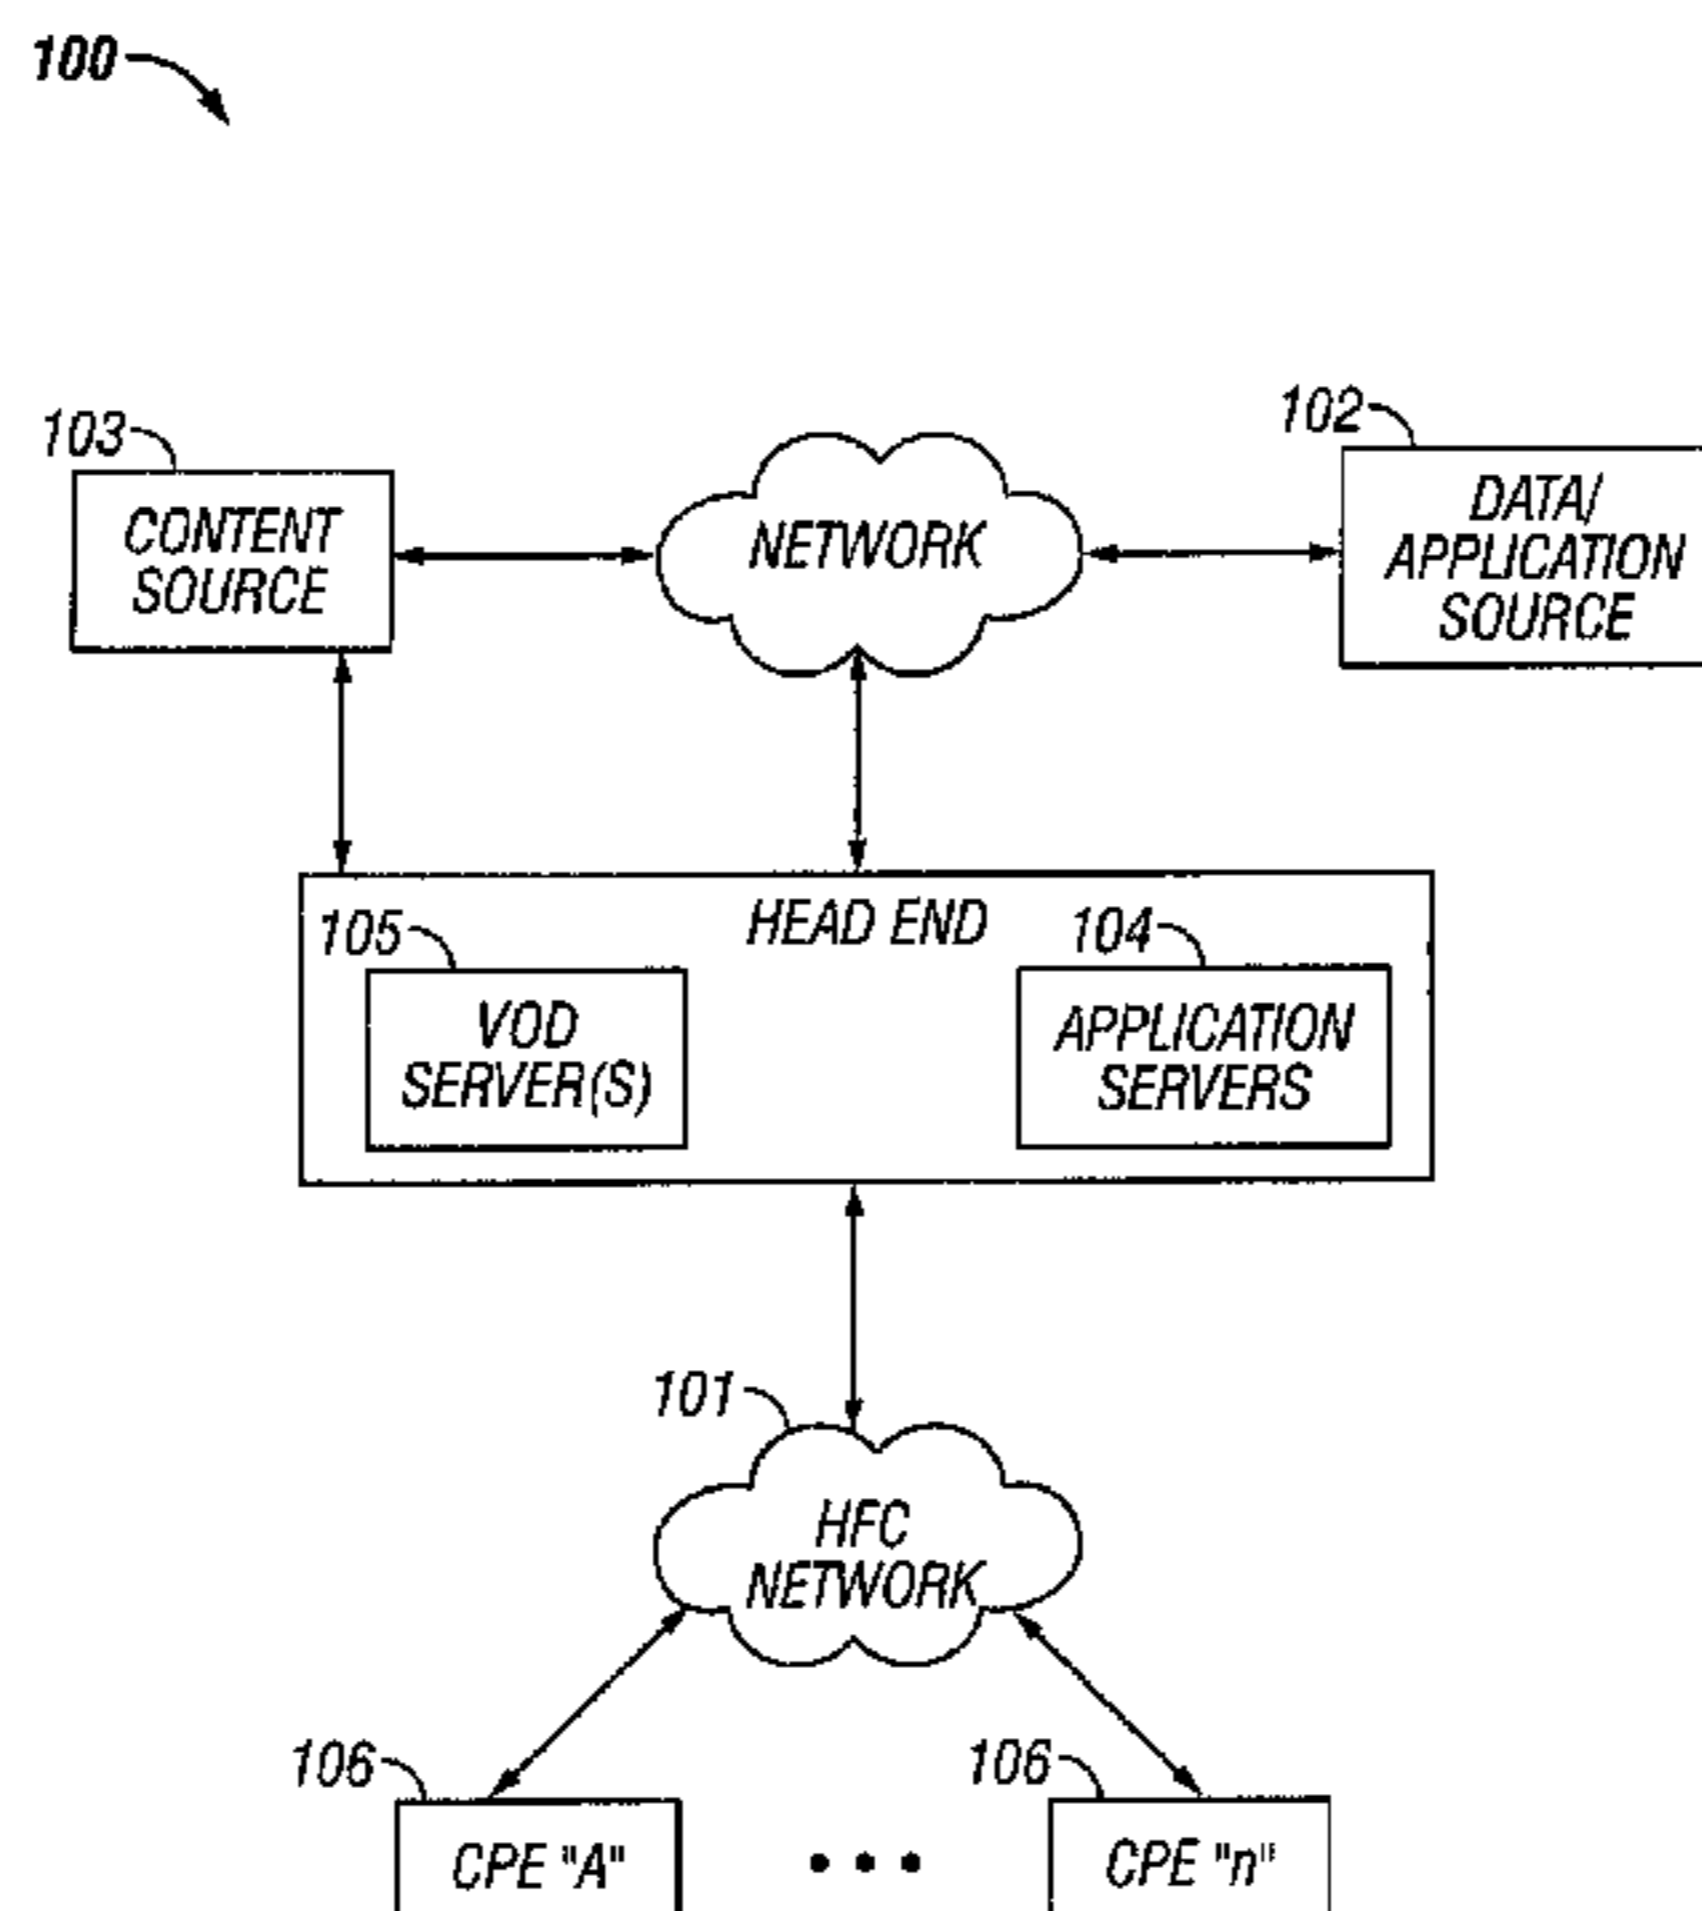 100
103
102
CONTENT
SOURCE
NETWORK
DATA/
APPLICATION
SOURCE
HEAD END
105
104
VOD
SERVER(S)
APPLICATION
SERVERS
101
HFC
NETWORK
106
106
CPE "A"
• • •
CPE "n"